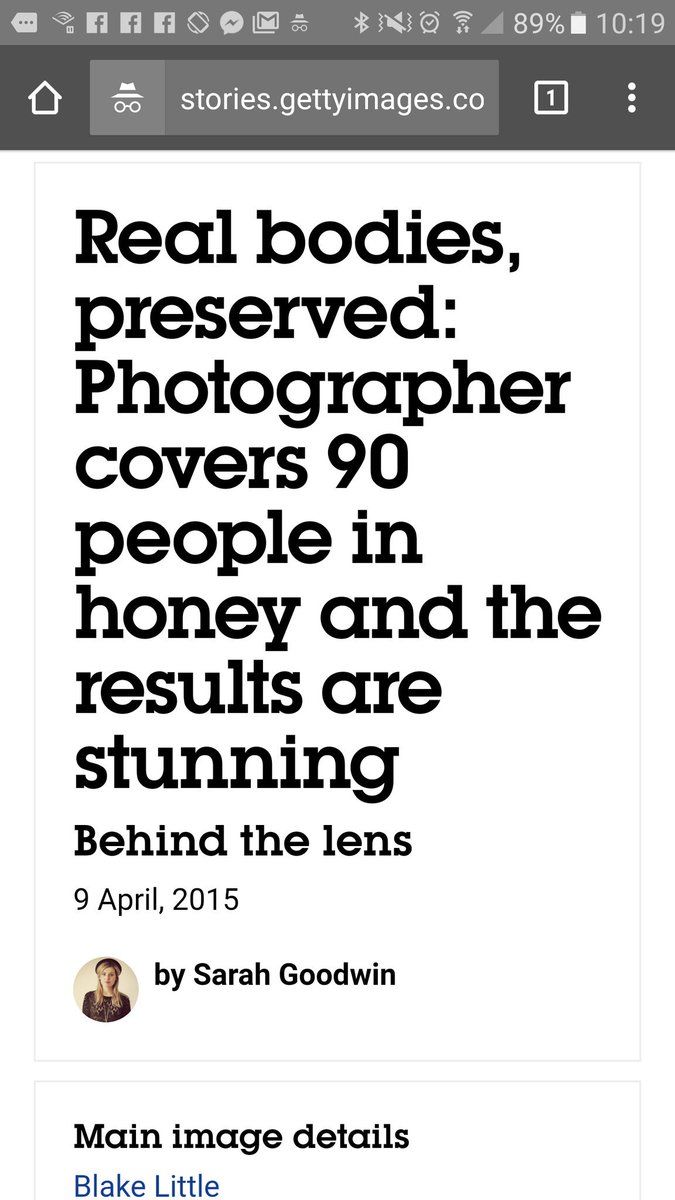 89% 10:19
stories.gettyimages.co 1
Real bodies,
preserved:
Photographer
covers 90
people in
honey and the
results are
stunning
Behind the lens
9 April, 2015
by Sarah Goodwin
Main image details
Blake Little